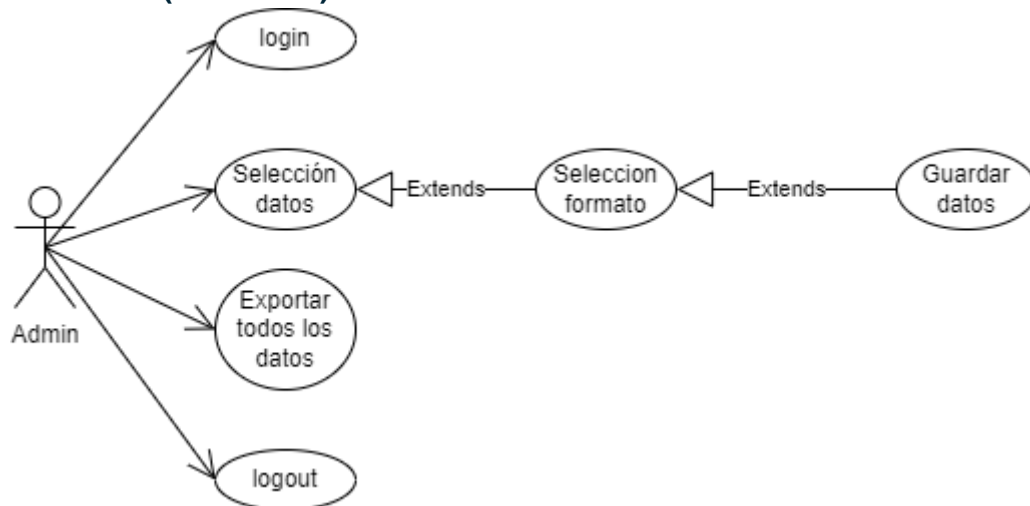 login
Selección
datos
Extends
Seleccion
formato
Extends
Guardar
datos
Exportar
todos los
datos
Admin
logout